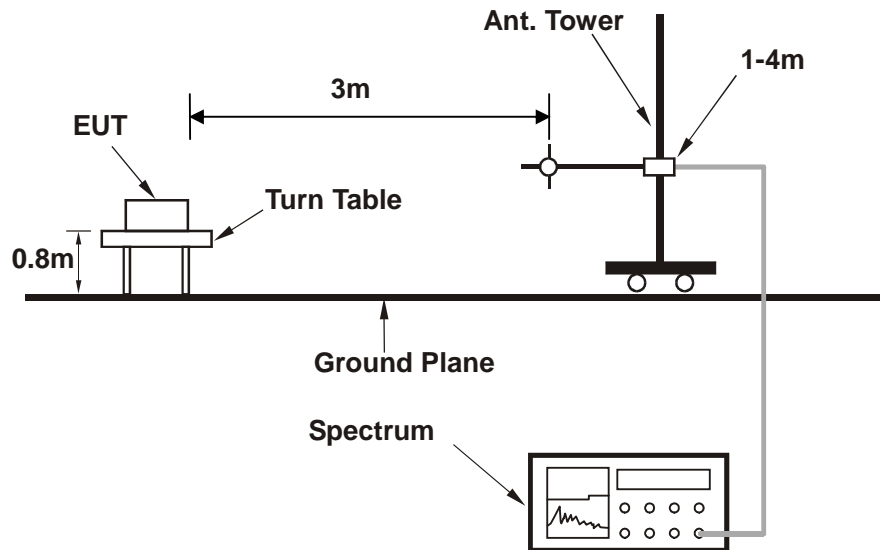 Ant. Tower
1-4m
3m
EUT
Turn Table
0.8m
Ground Plane
Spectrum